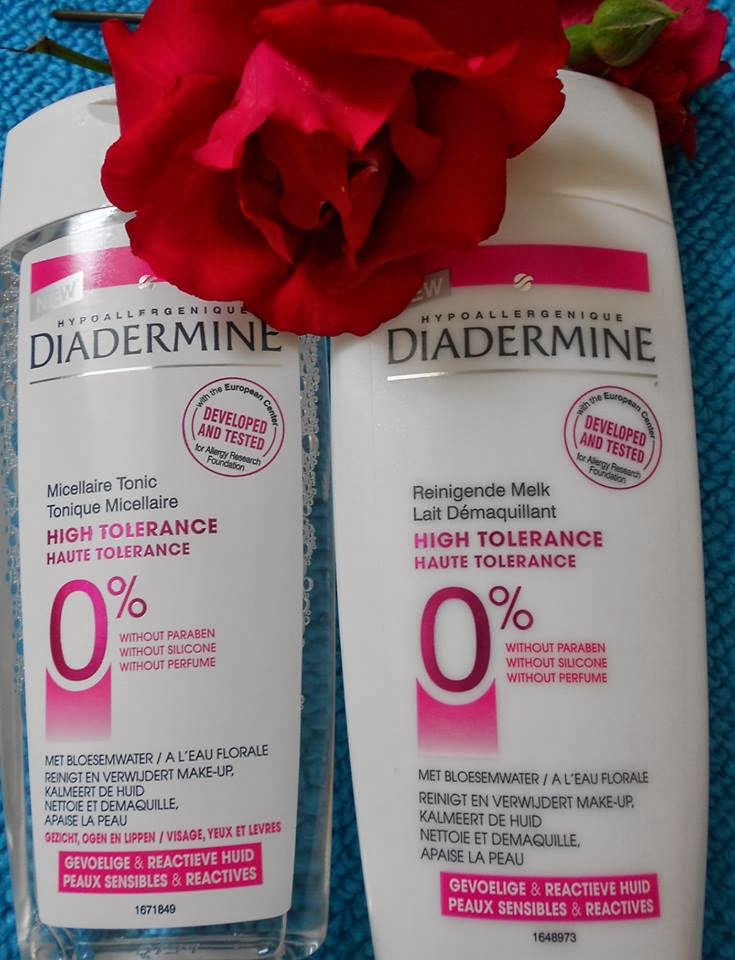 NEW
HYPOALLERGENIQUE
DIADERMINE
with the European Center
DEVELOPED
AND TESTED
for Allergy Research
Foundation
Micellaire Tonic
Tonique Micellaire
HIGH TOLERANCE
HAUTE TOLERANCE
0%
WITHOUT PARABEN
WITHOUT SILICONE
WITHOUT PERFUME
MET BLOESEMWATER / A L'EAU FLORALE
REINIGT EN VERWIJDERT MAKE-UP,
KALMEERT DE HUID
NETTOIE ET DEMAQUILLE,
APAISE LA PEAU
GEZICHT, OGEN EN LIPPEN / VISAGE, YEUX ET LEVRES
GEVOELIGE & REACTIEVE HUID
PEAUX SENSIBLES & REACTIVES
1671849
EW
HYPOALLERGENIQUE
DIADERMINE
with the European Center
DEVELOPED
AND TESTED
for Allergy Research
Foundation
Reinigende Melk
Lait Démaquillant
HIGH TOLERANCE
HAUTE TOLERANCE
0%
WITHOUT PARABEN
WITHOUT SILICONE
WITHOUT PERFUME
MET BLOESEMWATER / A L'EAU FLORALE
REINIGT EN VERWIJDERT MAKE-UP,
KALMEERT DE HUID
NETTOIE ET DEMAQUILLE,
APAISE LA PEAU
GEVOELIGE & REACTIEVE HUID
PEAUX SENSIBLES & REACTIVES
1648973